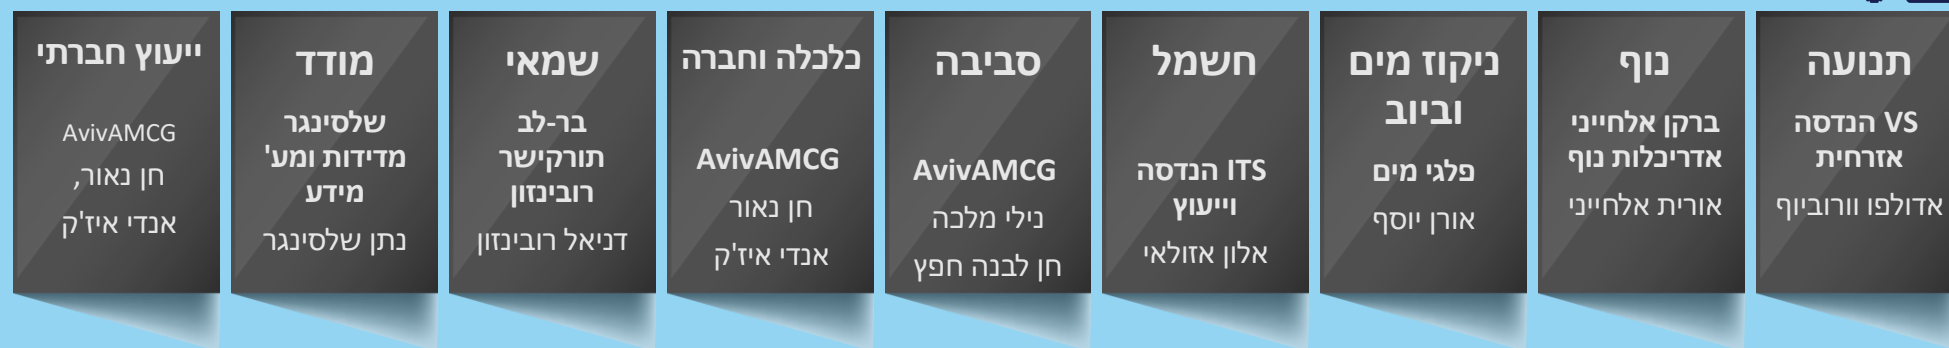 תנועה
VS הנדסה
אזרחית
אדולפו וורוביוף
נוף
ברקן אלחייני
אדריכלות נוף
אורית אלחייני
ניקוז מים
וביוב
פלגי מים
אורן יוסף
חשמל
ITS הנדסה
וייעוץ
אלון אזולאי
סביבה
AvivAMCG
נילי מלכה
חן לבנה חפץ
כלכלה וחברה
AvivAMCG
חן נאור
אנדי איז'ק
שמאי
בר-לב
תורקישר
רובינזון
דניאל רובינזון
מודד
שלסינגר
מדידות ומע'
מידע
נתן שלסינגר
ייעוץ חברתי
AvivAMCG
חן נאור,
אנדי איז'ק